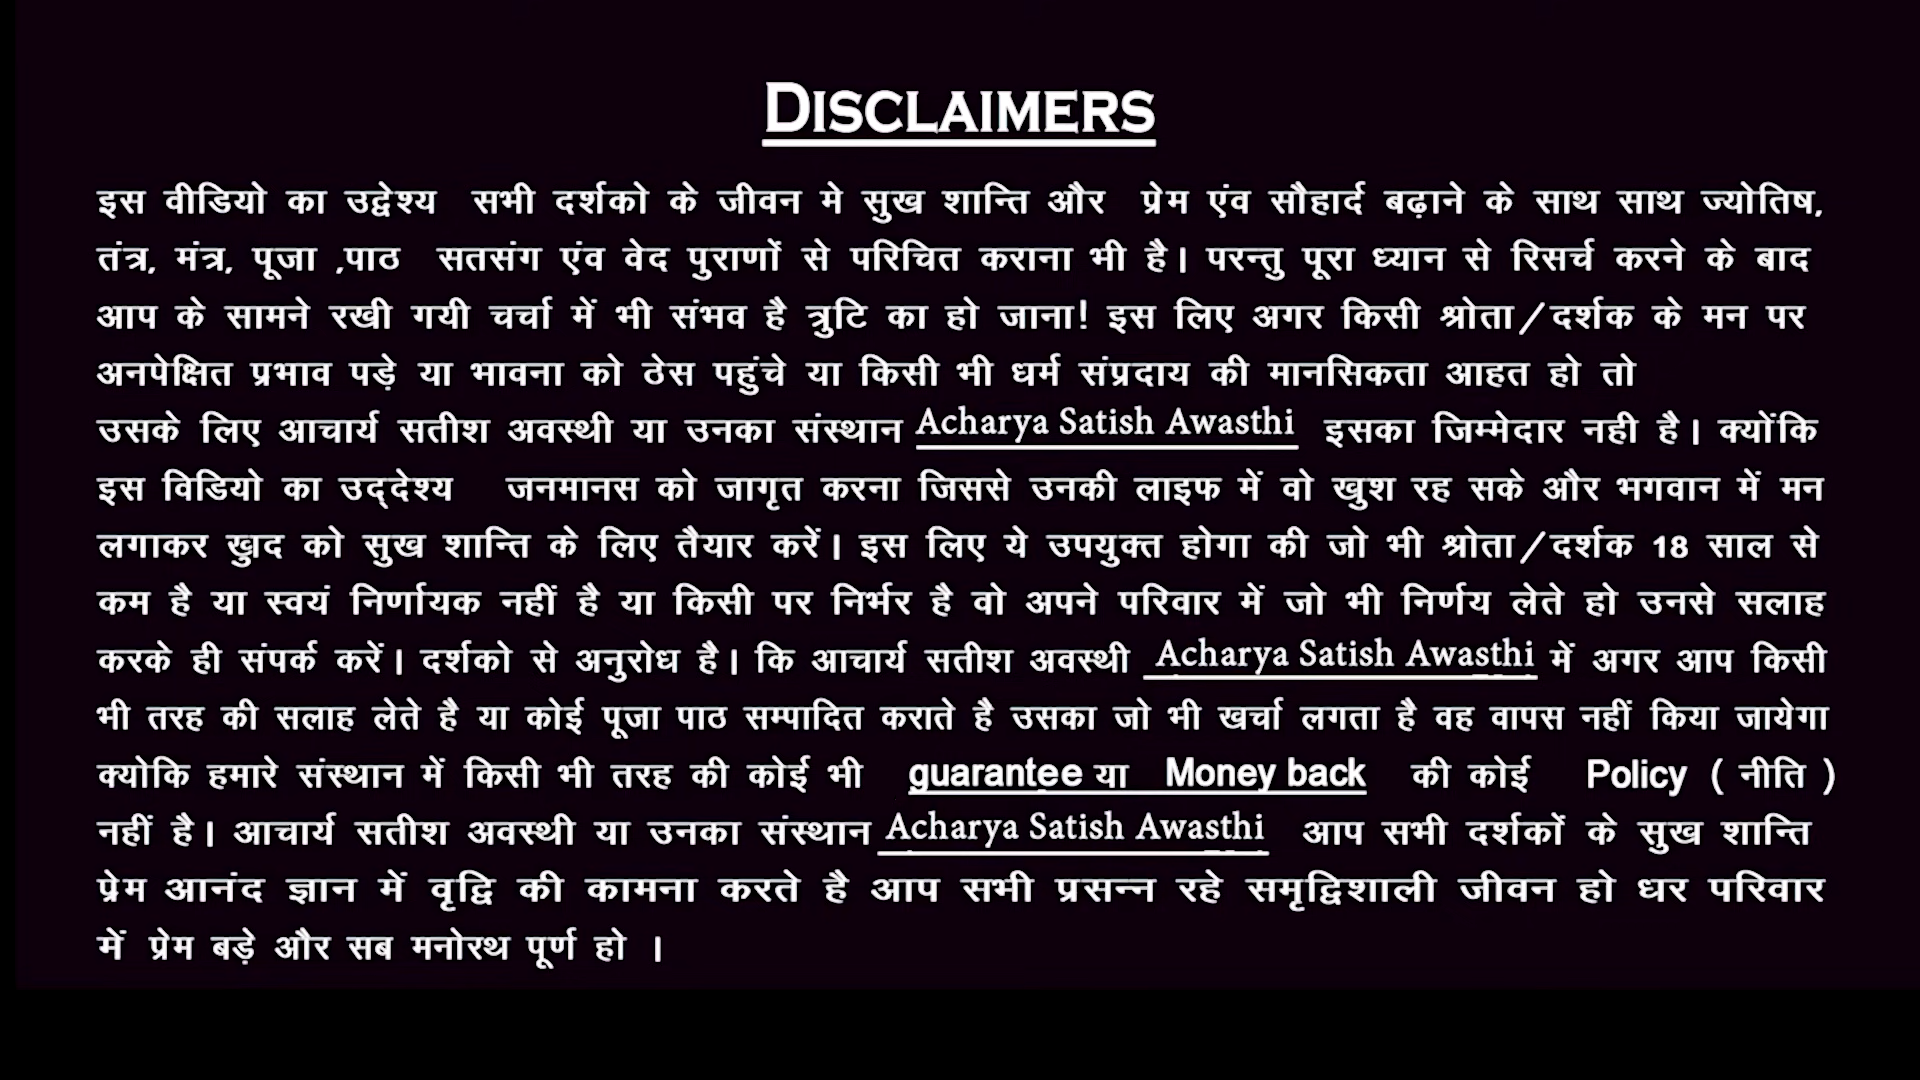 DISCLAIMERS
इस वीडियो का उद्वेश्य सभी दर्शको के जीवन मे सुख शान्ति और प्रेम एंव सौहार्द बढ़ाने के साथ साथ ज्योतिष,
तंत्र, मंत्र, पूजा ,पाठ सतसंग एंव वेद पुराणों से परिचित कराना भी है। परन्तु पूरा ध्यान से रिसर्च करने के बाद
आप के सामने रखी गयी चर्चा में भी संभव है त्रुटि का हो जाना! इस लिए अगर किसी श्रोता/दर्शक के मन पर
अनपेक्षित प्रभाव पड़े या भावना को ठेस पहुंचे या किसी भी धर्म संप्रदाय की मानसिकता आहत हो तो
उसके लिए आचार्य सतीश अवस्थी या उनका संस्थान Acharya Satish Awasthi इसका जिम्मेदार नही है। क्योंकि
इस विडियो का उद्देश्य जनमानस को जागृत करना जिससे उनकी लाइफ में वो खुश रह सके और भगवान में मन
लगाकर खुद को सुख शान्ति के लिए तैयार करें। इस लिए ये उपयुक्त होगा की जो भी श्रोता/दर्शक 18 साल से
कम है या स्वयं निर्णायक नहीं है या किसी पर निर्भर है वो अपने परिवार में जो भी निर्णय लेते हो उनसे सलाह
करके ही संपर्क करें। दर्शको से अनुरोध है। कि आचार्य सतीश अवस्थी Acharya Satish Awasthi में अगर आप किसी
भी तरह की सलाह लेते है या कोई पूजा पाठ सम्पादित कराते है उसका जो भी खर्चा लगता है वह वापस नहीं किया जायेगा
क्योकि हमारे संस्थान में किसी भी तरह की कोई भी guarantee या Money back की कोई Policy ( नीति )
नहीं है। आचार्य सतीश अवस्थी या उनका संस्थान Acharya Satish Awasthi आप सभी दर्शकों के सुख शान्ति
प्रेम आनंद ज्ञान में वृद्वि की कामना करते है आप सभी प्रसन्न रहे समृद्विशाली जीवन हो धर परिवार
में प्रेम बड़े और सब मनोरथ पूर्ण हो ।